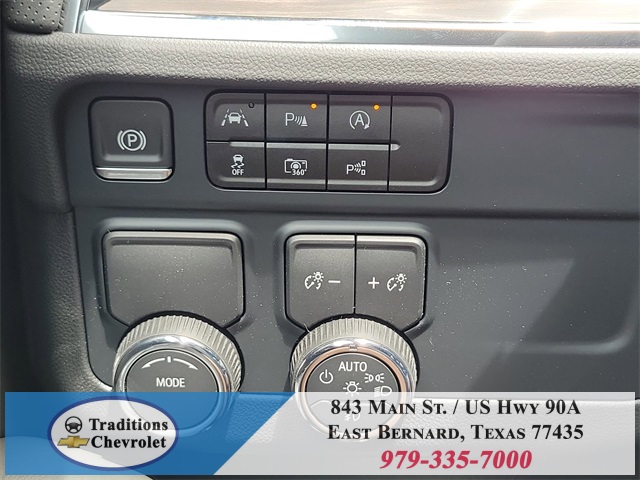 P
A
OFF
360°
P
AUTO
MODE
Traditions
Chevrolet
843 Main St. / US Hwy 90A
East Bernard, Texas 77435
979-335-7000